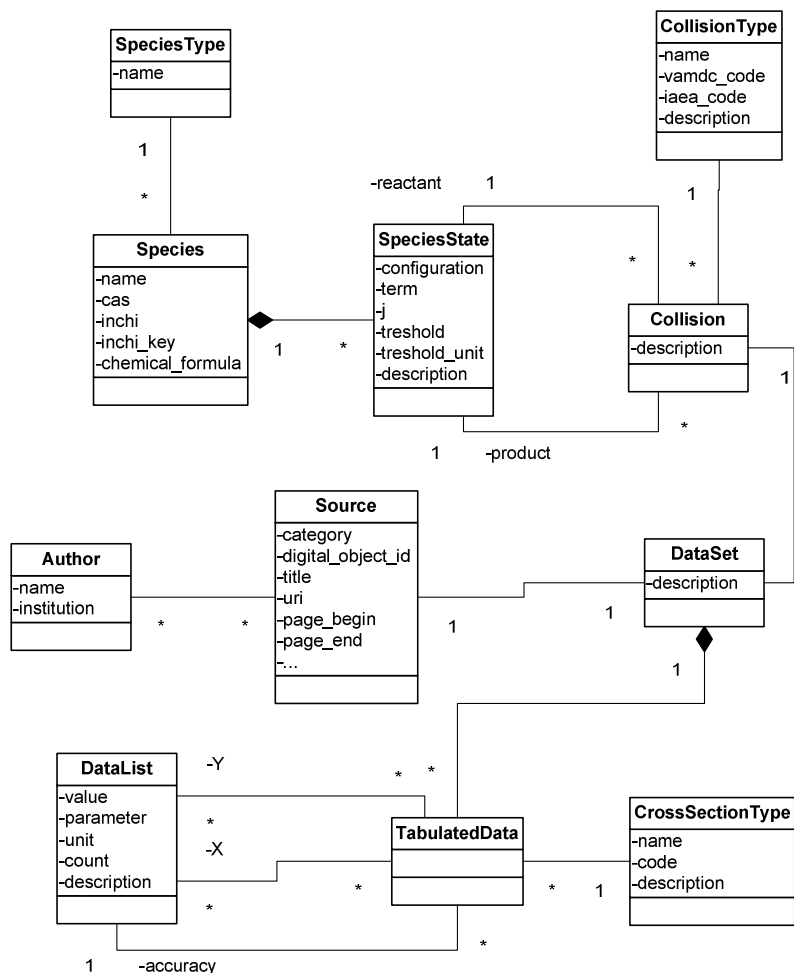 SpeciesType
-name
1
*
CollisionType
-name
-vamdc_code
-iaea_code
-description
1
*
-reactant 1
*
Species
-name
-cas
-inchi
-inchi_key
-chemical_formula
1 *
SpeciesState
-configuration
-term
-j
-treshold
-treshold_unit
-description
Collision
-description
1
*
1 -product
Author
-name
-institution
* *
Source
-category
-digital_object_id
-title
-uri
-page_begin
-page_end
-...
1 1
DataSet
-description
1
DataList
-value
-parameter
-unit
-count
-description
-Y
* *
*
-X
*
*
TabulatedData
* 1
CrossSectionType
-name
-code
-description
*
1 -accuracy